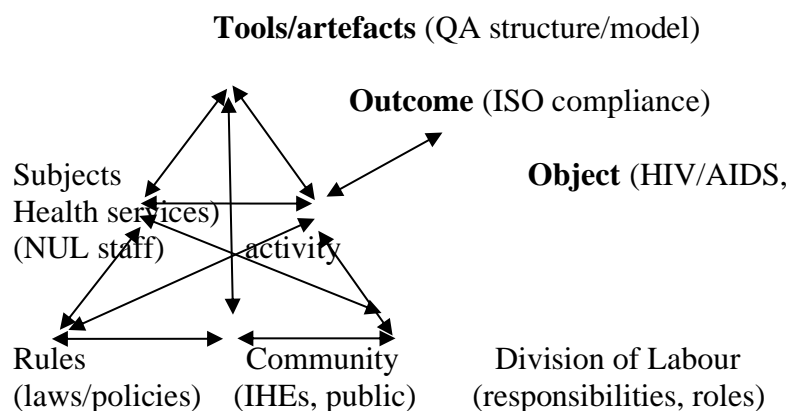 Tools/artefacts (QA structure/model)
Outcome (ISO compliance)
Subjects Object (HIV/AIDS,
Health services)
(NUL staff) activity
Rules Community Division of Labour
(laws/policies) (IHEs, public) (responsibilities, roles)